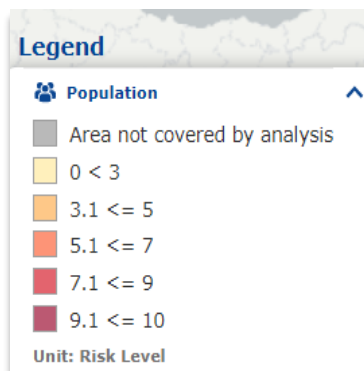 Legend
Population
Area not covered by analysis
0 < 3
3.1 <= 5
5.1 <= 7
7.1 <= 9
9.1 <= 10
Unit: Risk Level